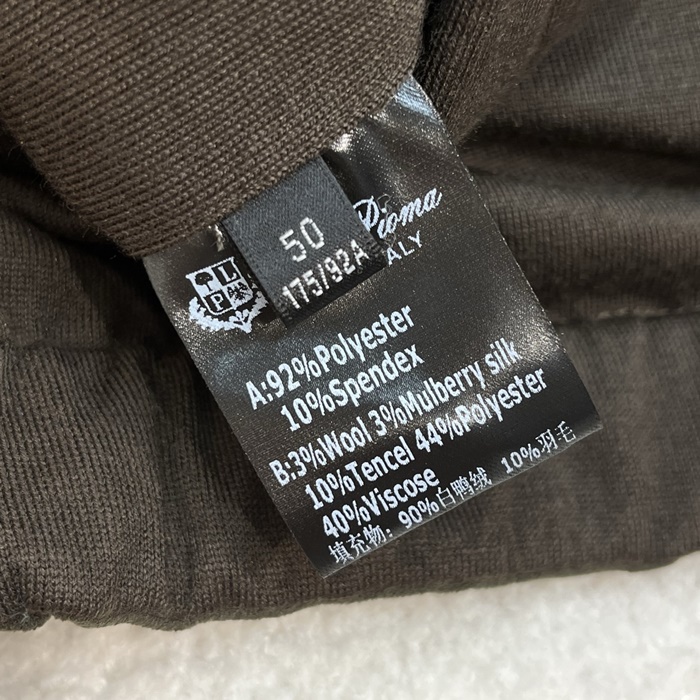 50
175/92A
Pioma
ALY
L
P
A:92%Polyester
10%Spendex
B:3%Wool 3%Mulberry silk
10%Tencel 44%Polyester
40%Viscose
填充物: 90%白鸭绒 10%羽毛